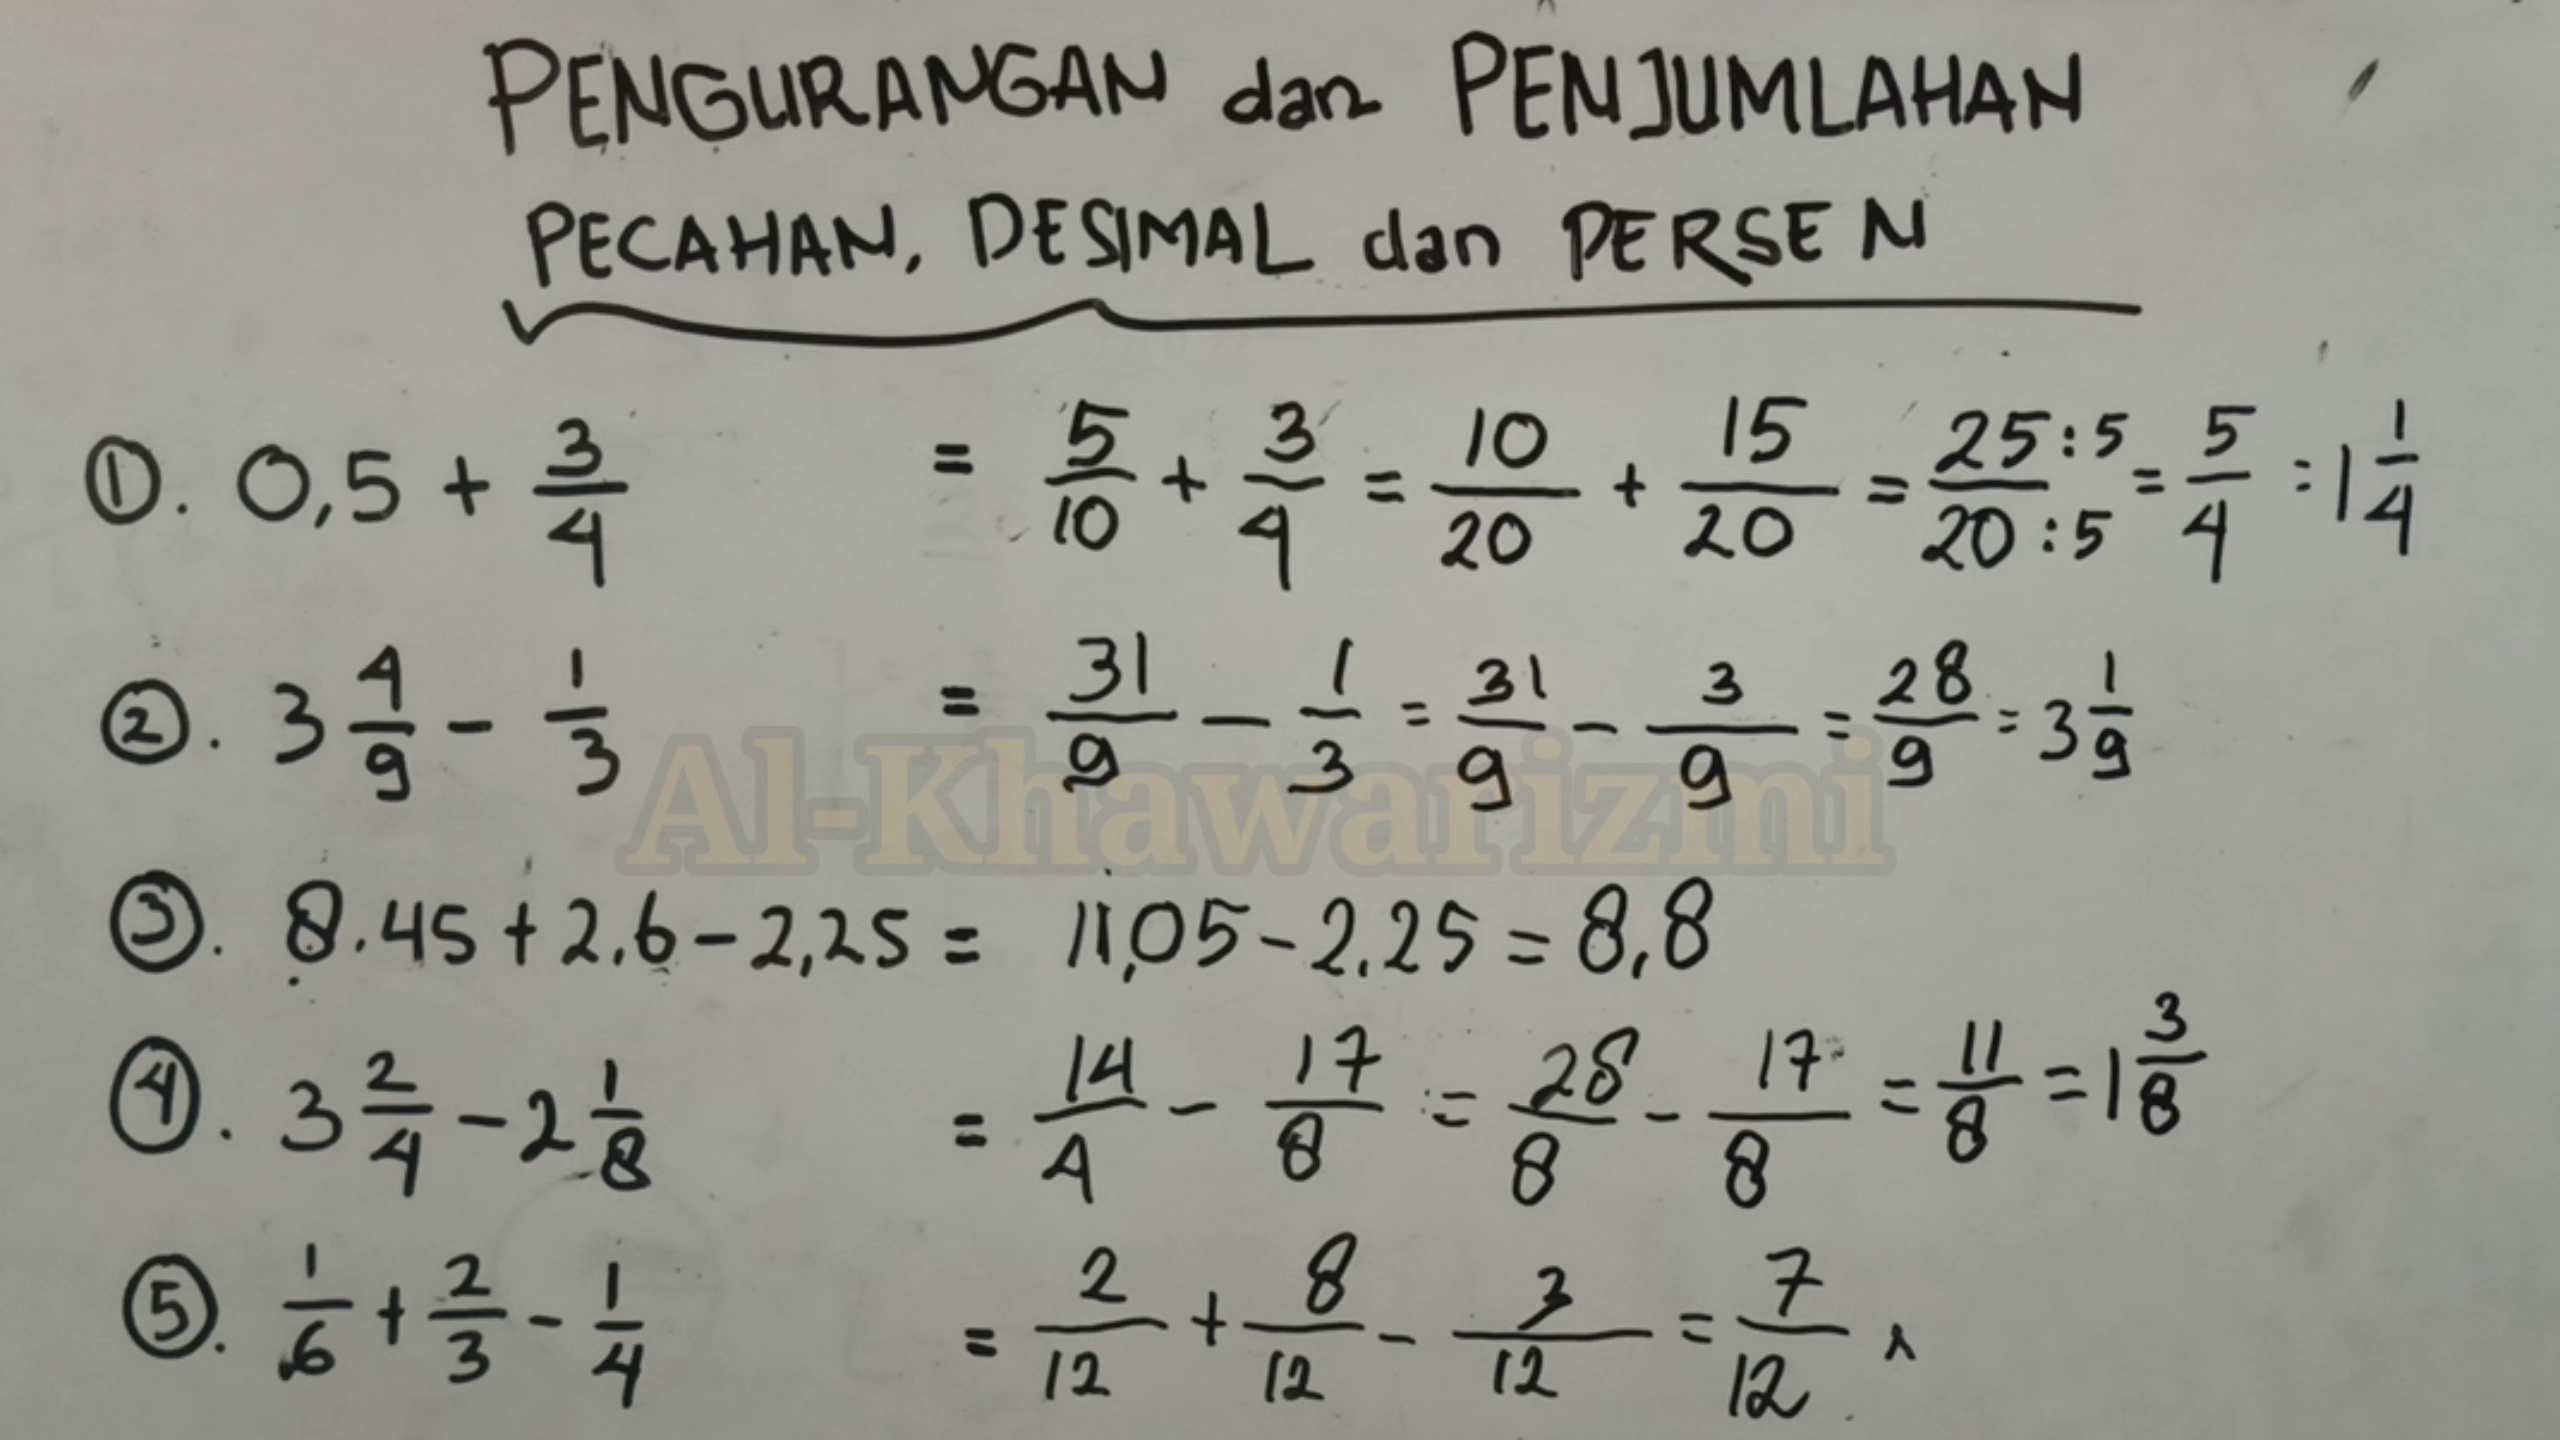 PENGURANGAN dan PENJUMLAHAN
PECAHAN, DESIMAL dan PERSEN
①. 0,5 + 3/4 = 5/10 + 3/4 = 10/20 + 15/20 = 25:5/20:5 = 5/4 = 1 1/4
②. 3 4/9 - 1/3 = 31/9 - 1/3 = 31/9 - 3/9 = 28/9 = 3 1/9
Al-Khawarizmi
③. 8.45 + 2.6 - 2,25 = 11,05 - 2.25 = 8,8
④. 3 2/4 - 2 1/8 = 14/4 - 17/8 = 28/8 - 17/8 = 11/8 = 1 3/8
⑤. 1/6 + 2/3 - 1/4 = 2/12 + 8/12 - 3/12 = 7/12